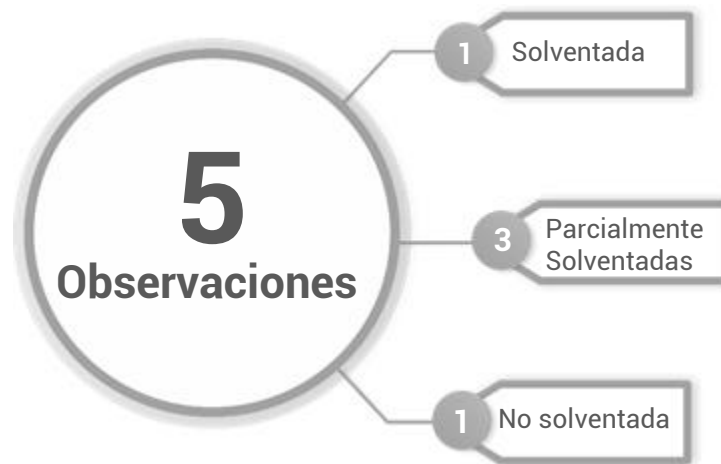 5
Observaciones
1
Solventada
3
Parcialmente
Solventadas
1
No solventada